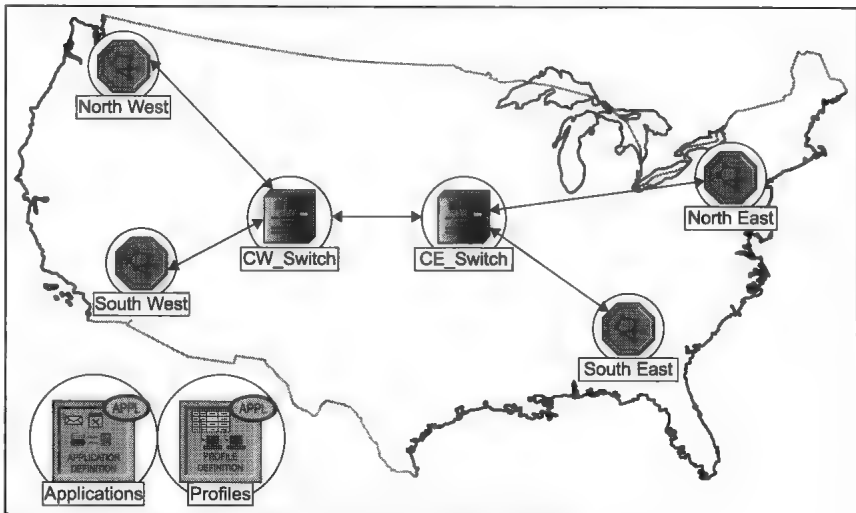 North West
North East
CW_Switch
CE_Switch
South West
South East
APPL
APPL
APPLICATION
DEFINITION
PROFILE
DEFINITION
Applications
Profiles